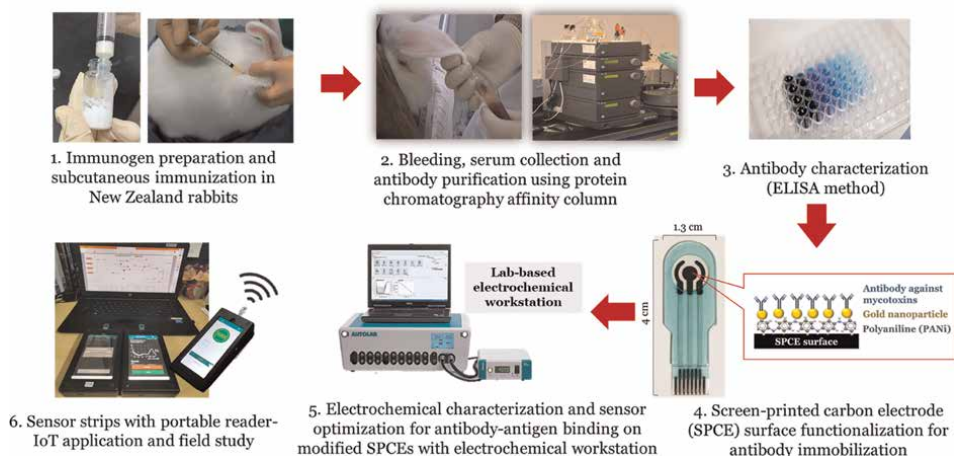 1. Immunogen preparation and
subcutaneous immunization in
New Zealand rabbits
2. Bleeding, serum collection and
antibody purification using protein
chromatography affinity column
3. Antibody characterization
(ELISA method)
1.3 cm
4 cm
Antibody against
mycotoxins
Gold nanoparticle
Polyaniline (PANi)
SPCE surface
4. Screen-printed carbon electrode
(SPCE) surface functionalization for
antibody immobilization
Lab-based
electrochemical
workstation
AUTOLAB
5. Electrochemical characterization and sensor
optimization for antibody-antigen binding on
modified SPCEs with electrochemical workstation
6. Sensor strips with portable reader-
IoT application and field study